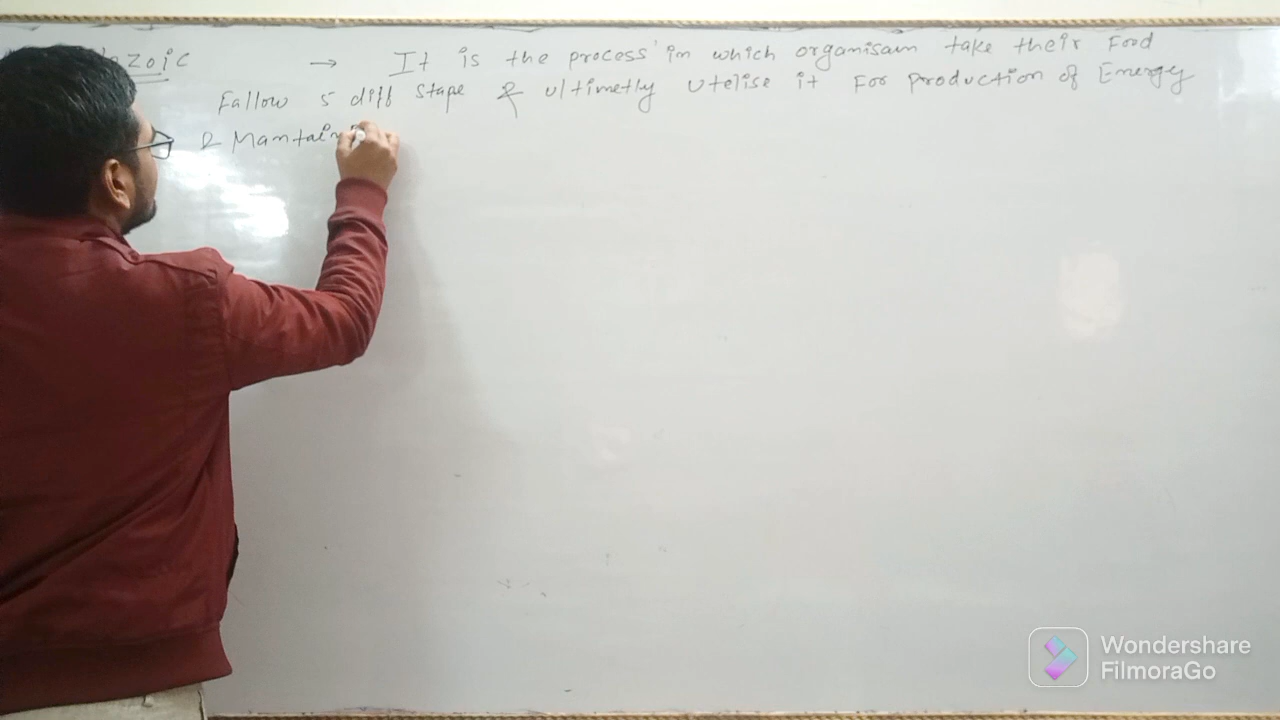 ozoic → It is the process in which organisam take their Food
Fallow 5 diff stape & ultimetly utelise it For production of Energy
& Mantain
Wondershare
FilmoraGo